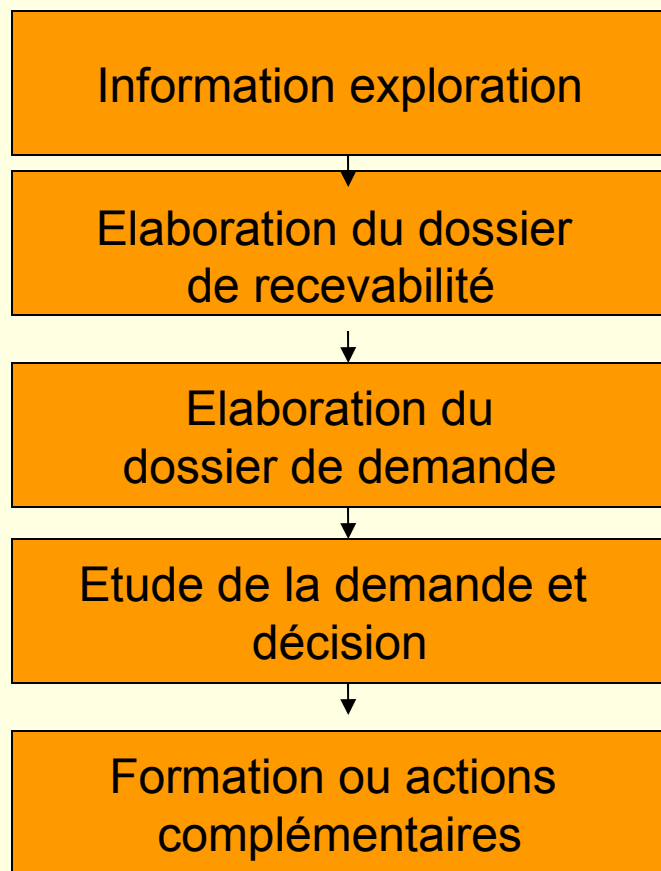 Information exploration
Elaboration du dossier
de recevabilité
Elaboration du
dossier de demande
Etude de la demande et
décision
Formation ou actions
complémentaires